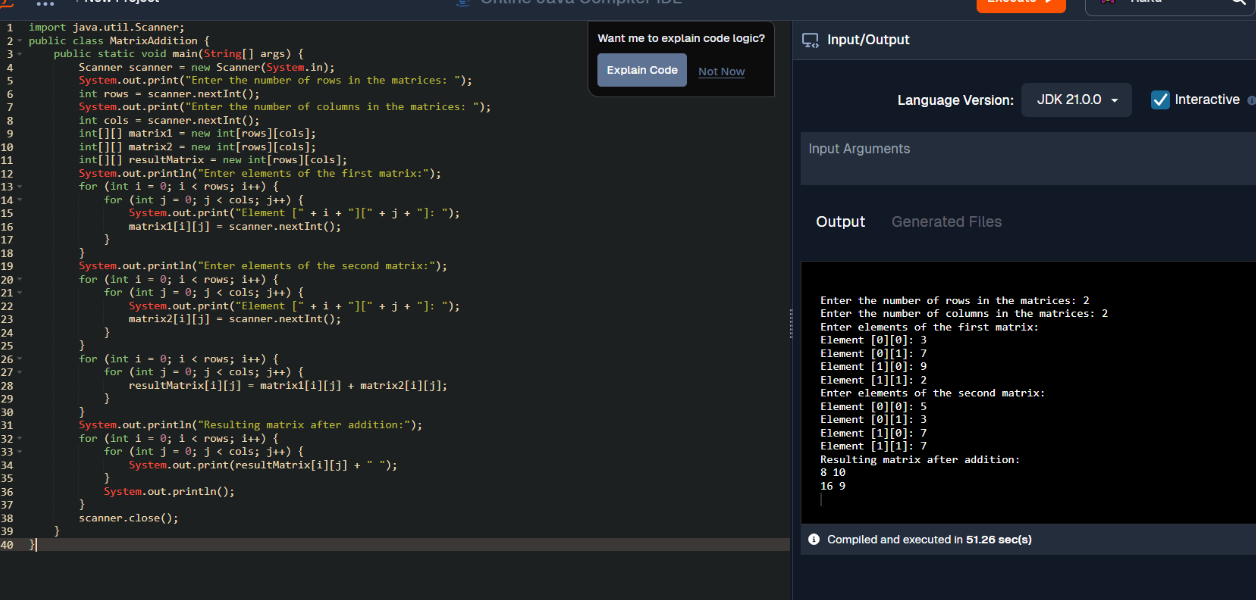 New Project
Online Java Compiler IDE
Execute
1 import java.util.Scanner;
2 public class MatrixAddition {
3 public static void main(String[] args) {
4 Scanner scanner = new Scanner(System.in);
5 System.out.print("Enter the number of rows in the matrices: ");
6 int rows = scanner.nextInt();
7 System.out.print("Enter the number of columns in the matrices: ");
8 int cols = scanner.nextInt();
9 int[][] matrix1 = new int[rows][cols];
10 int[][] matrix2 = new int[rows][cols];
11 int[][] resultMatrix = new int[rows][cols];
12 System.out.println("Enter elements of the first matrix:");
13 for (int i = 0; i < rows; i++) {
14 for (int j = 0; j < cols; j++) {
15 System.out.print("Element [" + i + "][" + j + "]: ");
16 matrix1[i][j] = scanner.nextInt();
17 }
18 }
19 System.out.println("Enter elements of the second matrix:");
20 for (int i = 0; i < rows; i++) {
21 for (int j = 0; j < cols; j++) {
22 System.out.print("Element [" + i + "][" + j + "]: ");
23 matrix2[i][j] = scanner.nextInt();
24 }
25 }
26 for (int i = 0; i < rows; i++) {
27 for (int j = 0; j < cols; j++) {
28 resultMatrix[i][j] = matrix1[i][j] + matrix2[i][j];
29 }
30 }
31 System.out.println("Resulting matrix after addition:");
32 for (int i = 0; i < rows; i++) {
33 for (int j = 0; j < cols; j++) {
34 System.out.print(resultMatrix[i][j] + " ");
35 }
36 System.out.println();
37 }
38 scanner.close();
39 }
40 }
Want me to explain code logic?
Explain Code
Not Now
Input/Output
Language Version:
JDK 21.0.0
Interactive
Input Arguments
Output
Generated Files
Enter the number of rows in the matrices: 2
Enter the number of columns in the matrices: 2
Enter elements of the first matrix:
Element [0][0]: 3
Element [0][1]: 7
Element [1][0]: 9
Element [1][1]: 2
Enter elements of the second matrix:
Element [0][0]: 5
Element [0][1]: 3
Element [1][0]: 7
Element [1][1]: 7
Resulting matrix after addition:
8 10
16 9
Compiled and executed in 51.26 sec(s)